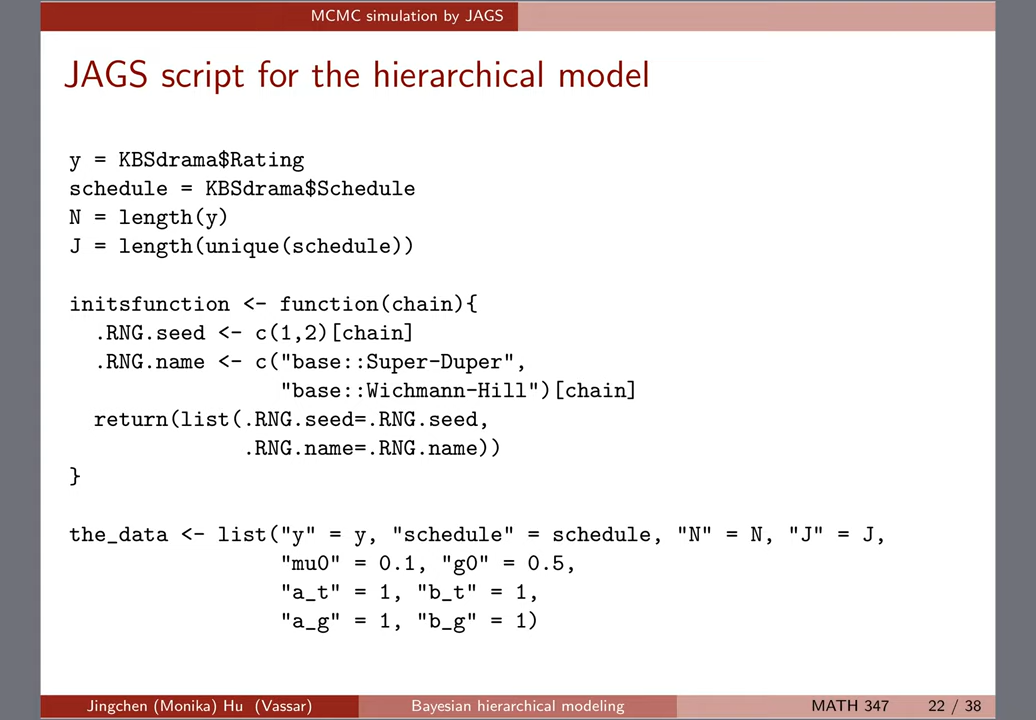 MCMC simulation by JAGS
JAGS script for the hierarchical model
y = KBSdrama$Rating
schedule = KBSdrama$Schedule
N = length(y)
J = length(unique(schedule))
initsfunction <- function(chain){
  .RNG.seed <- c(1,2)[chain]
  .RNG.name <- c("base::Super-Duper",
                 "base::Wichmann-Hill")[chain]
  return(list(.RNG.seed=.RNG.seed,
              .RNG.name=.RNG.name))
}
the_data <- list("y" = y, "schedule" = schedule, "N" = N, "J" = J,
                 "mu0" = 0.1, "g0" = 0.5,
                 "a_t" = 1, "b_t" = 1,
                 "a_g" = 1, "b_g" = 1)
Jingchen (Monika) Hu (Vassar) Bayesian hierarchical modeling MATH 347 22 / 38